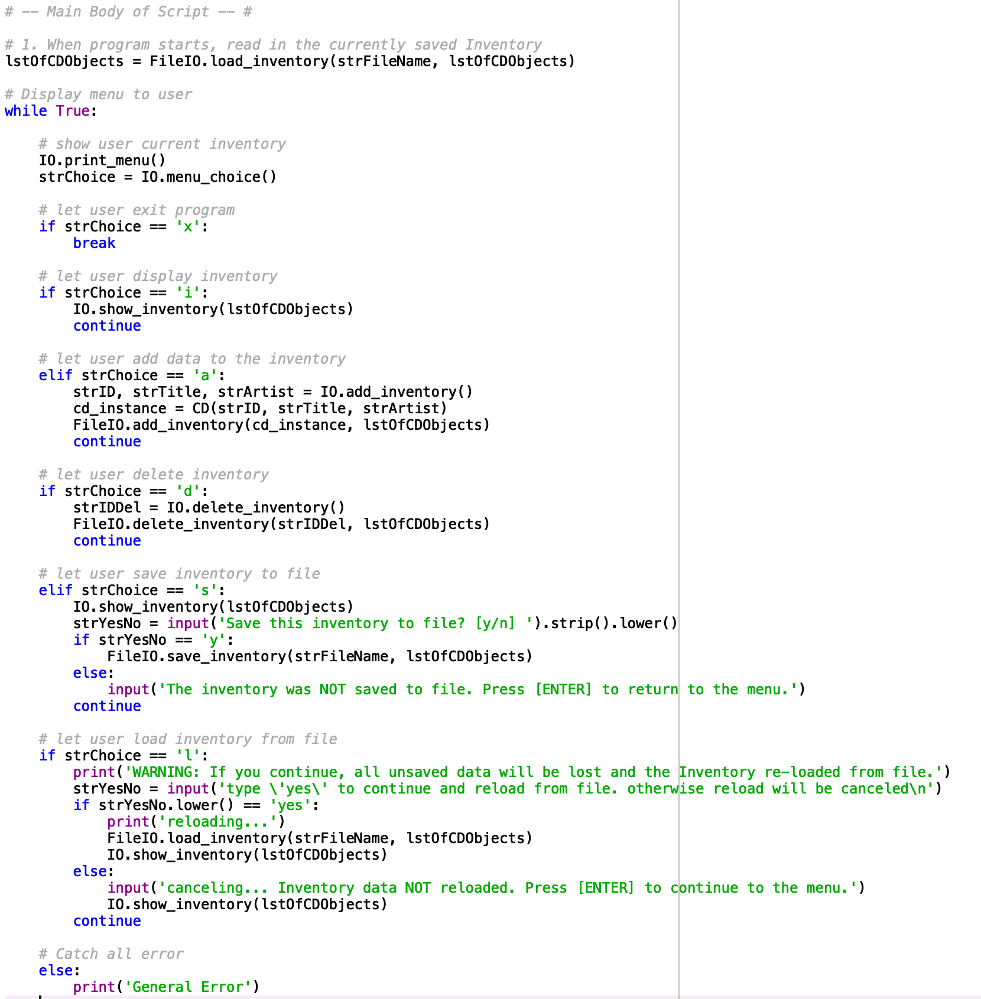 # -- Main Body of Script -- #
# 1. When program starts, read in the currently saved Inventory
lstOfCDObjects = FileIO.load_inventory(strFileName, lstOfCDObjects)
# Display menu to user
while True:
    # show user current inventory
    IO.print_menu()
    strChoice = IO.menu_choice()
    # let user exit program
    if strChoice == 'x':
        break
    # let user display inventory
    if strChoice == 'i':
        IO.show_inventory(lstOfCDObjects)
        continue
    # let user add data to the inventory
    elif strChoice == 'a':
        strID, strTitle, strArtist = IO.add_inventory()
        cd_instance = CD(strID, strTitle, strArtist)
        FileIO.add_inventory(cd_instance, lstOfCDObjects)
        continue
    # let user delete inventory
    if strChoice == 'd':
        strIDDel = IO.delete_inventory()
        FileIO.delete_inventory(strIDDel, lstOfCDObjects)
        continue
    # let user save inventory to file
    elif strChoice == 's':
        IO.show_inventory(lstOfCDObjects)
        strYesNo = input('Save this inventory to file? [y/n] ').strip().lower()
        if strYesNo == 'y':
            FileIO.save_inventory(strFileName, lstOfCDObjects)
        else:
            input('The inventory was NOT saved to file. Press [ENTER] to return to the menu.')
        continue
    # let user load inventory from file
    if strChoice == 'l':
        print('WARNING: If you continue, all unsaved data will be lost and the Inventory re-loaded from file.')
        strYesNo = input('type \'yes\' to continue and reload from file. otherwise reload will be canceled\n')
        if strYesNo.lower() == 'yes':
            print('reloading...')
            FileIO.load_inventory(strFileName, lstOfCDObjects)
            IO.show_inventory(lstOfCDObjects)
        else:
            input('canceling... Inventory data NOT reloaded. Press [ENTER] to continue to the menu.')
            IO.show_inventory(lstOfCDObjects)
        continue
    # Catch all error
    else:
        print('General Error')